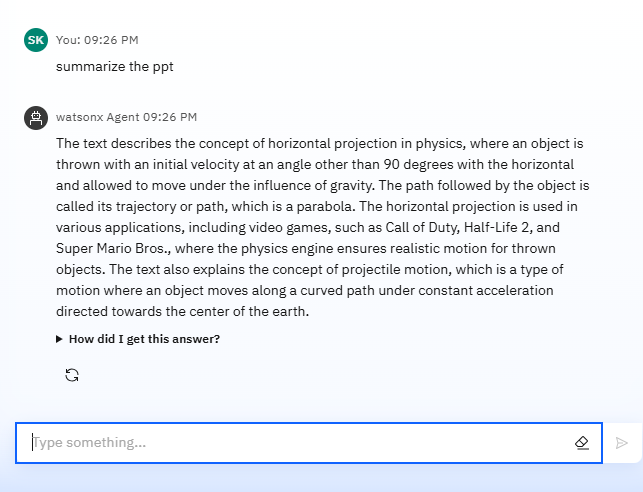 SK You: 09:26 PM
summarize the ppt
watsonx Agent 09:26 PM
The text describes the concept of horizontal projection in physics, where an object is
thrown with an initial velocity at an angle other than 90 degrees with the horizontal
and allowed to move under the influence of gravity. The path followed by the object is
called its trajectory or path, which is a parabola. The horizontal projection is used in
various applications, including video games, such as Call of Duty, Half-Life 2, and
Super Mario Bros., where the physics engine ensures realistic motion for thrown
objects. The text also explains the concept of projectile motion, which is a type of
motion where an object moves along a curved path under constant acceleration
directed towards the center of the earth.
How did I get this answer?
Type something...